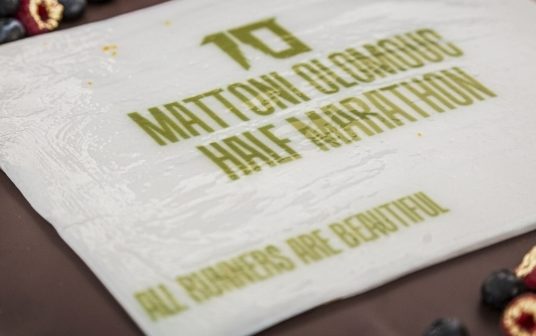 10
MATTONI OLOMOUC
HALF MARATHON
ALL RUNNERS ARE BEAUTIFUL